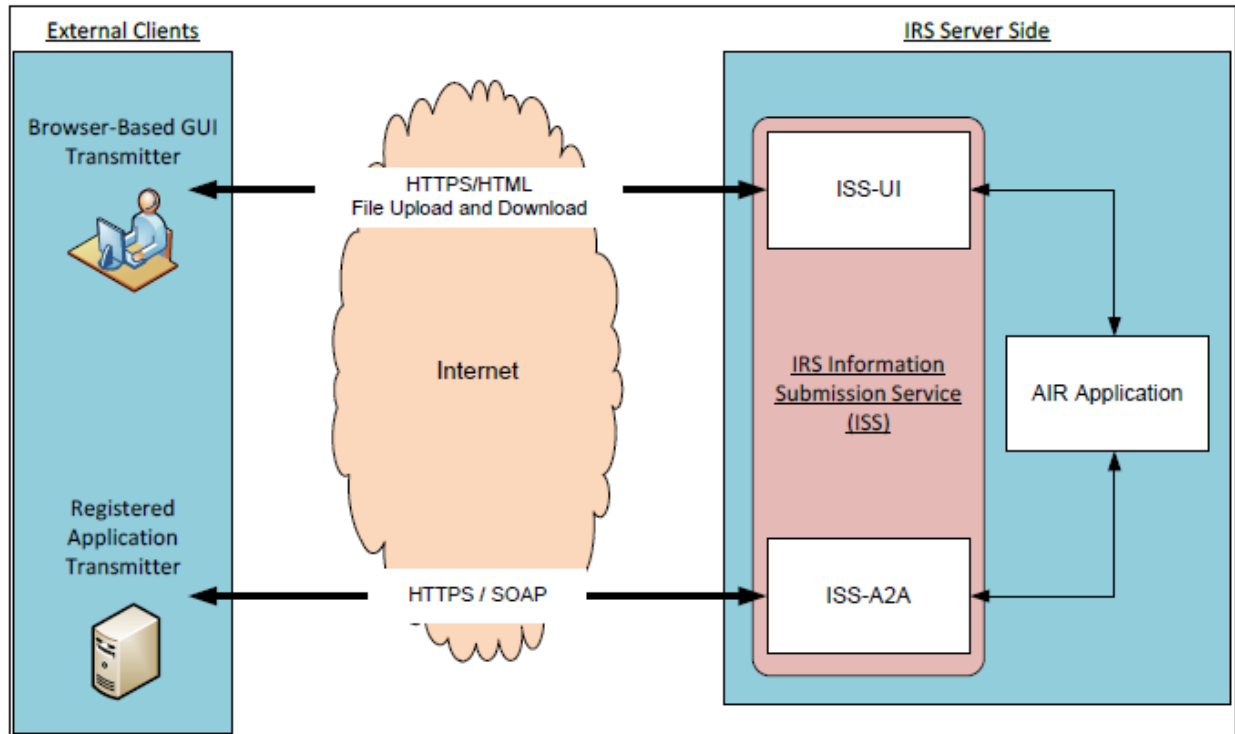 External Clients
IRS Server Side
Browser-Based GUI
Transmitter
HTTPS/HTML
File Upload and Download
ISS-UI
Internet
IRS Information
Submission Service
(ISS)
AIR Application
Registered
Application
Transmitter
HTTPS / SOAP
ISS-A2A